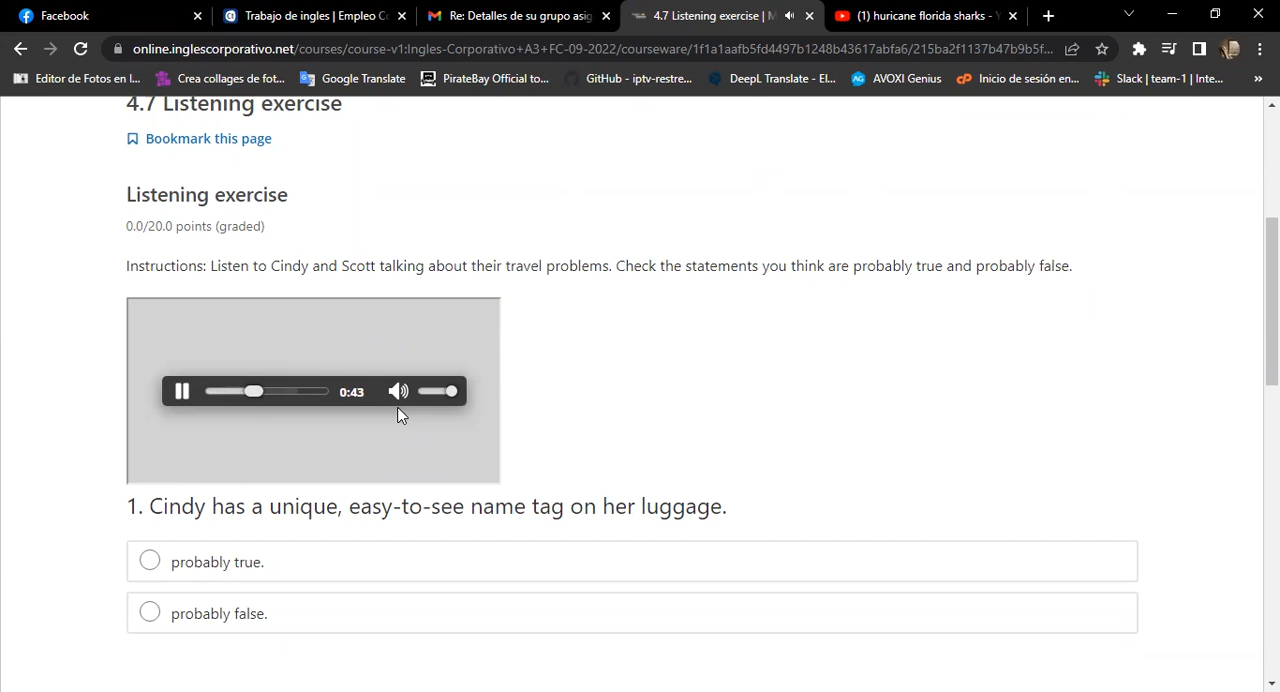 Facebook
Trabajo de ingles | Empleo Co
Re: Detalles de su grupo asig
4.7 Listening exercise | M
(1) huricane florida sharks - Y
online.inglescorporativo.net/courses/course-v1:Ingles-Corporativo+A3+FC-09-2022/courseware/1f1a1aafb5fd4497b1248b43617abfa6/215ba2f1137b47b9b5f...
Editor de Fotos en l...
Crea collages de fot...
Google Translate
PirateBay Official to...
GitHub - iptv-restre...
DeepL Translate - El...
AVOXI Genius
Inicio de sesión en...
Slack | team-1 | Inte...
»
4.7 Listening exercise
Bookmark this page
Listening exercise
0.0/20.0 points (graded)
Instructions: Listen to Cindy and Scott talking about their travel problems. Check the statements you think are probably true and probably false.
0:43
1. Cindy has a unique, easy-to-see name tag on her luggage.
probably true.
probably false.